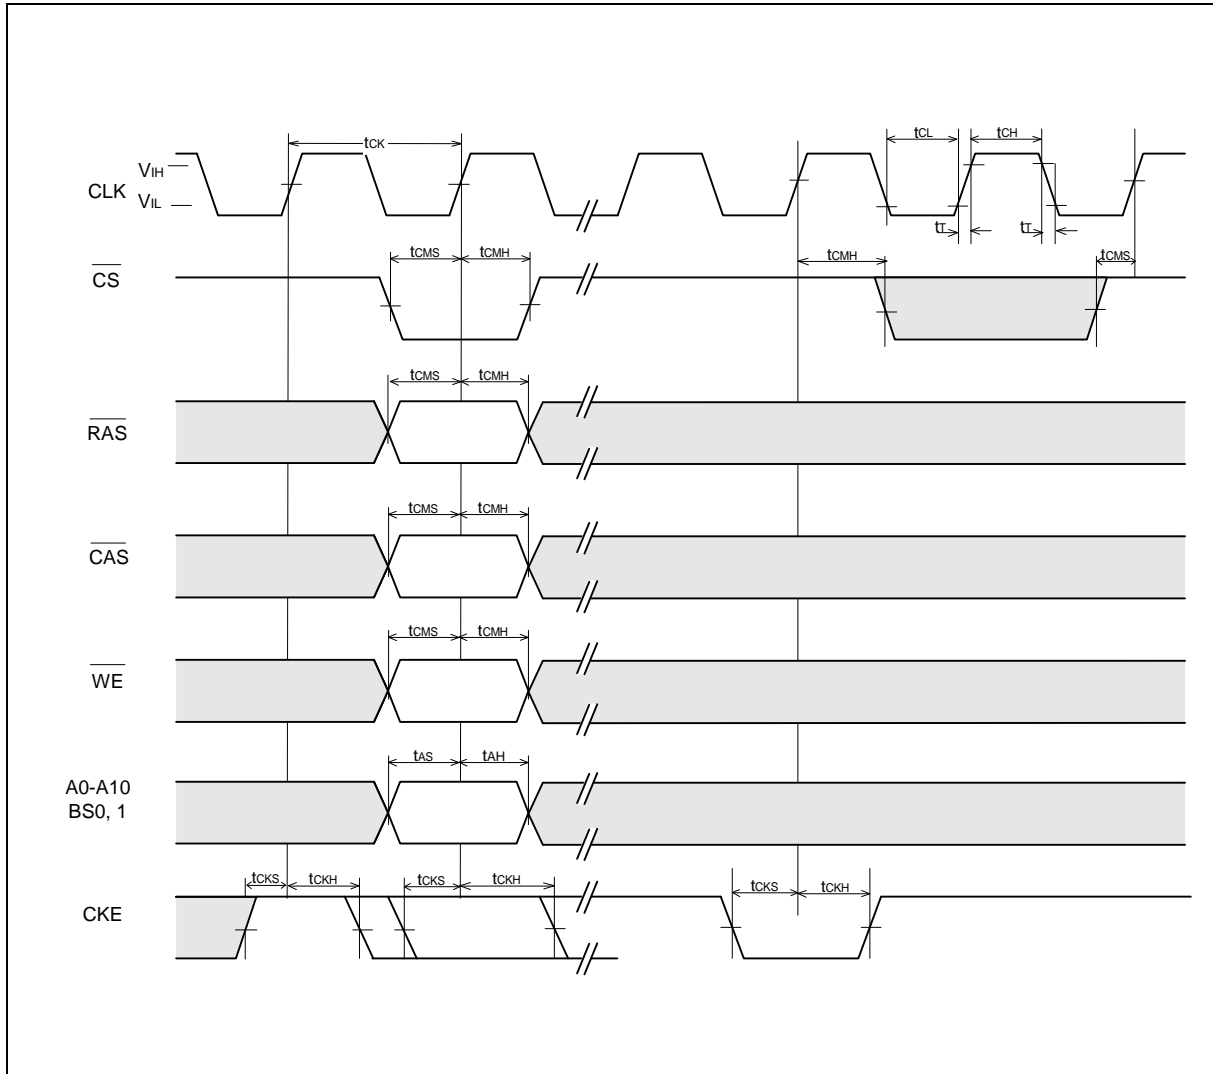 tCK
tCL
tCH
VIH
CLK
VIL
tT
tT
tCMS
tCMH
tCMH
tCMS
CS
tCMS
tCMH
RAS
tCMS
tCMH
CAS
tCMS
tCMH
WE
tAS
tAH
A0-A10
BS0, 1
tCKS
tCKH
tCKS
tCKH
tCKS
tCKH
CKE